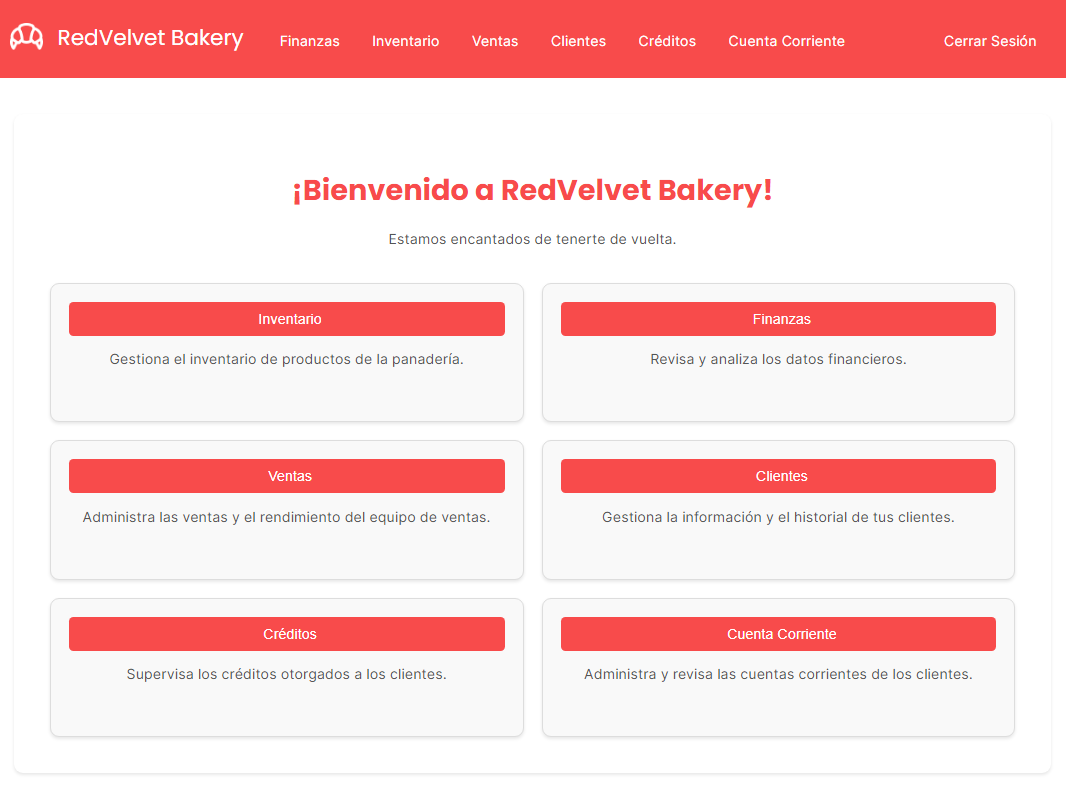 RedVelvet Bakery Finanzas Inventario Ventas Clientes Créditos Cuenta Corriente Cerrar Sesión
¡Bienvenido a RedVelvet Bakery!
Estamos encantados de tenerte de vuelta.
Inventario
Gestiona el inventario de productos de la panadería.
Finanzas
Revisa y analiza los datos financieros.
Ventas
Administra las ventas y el rendimiento del equipo de ventas.
Clientes
Gestiona la información y el historial de tus clientes.
Créditos
Supervisa los créditos otorgados a los clientes.
Cuenta Corriente
Administra y revisa las cuentas corrientes de los clientes.